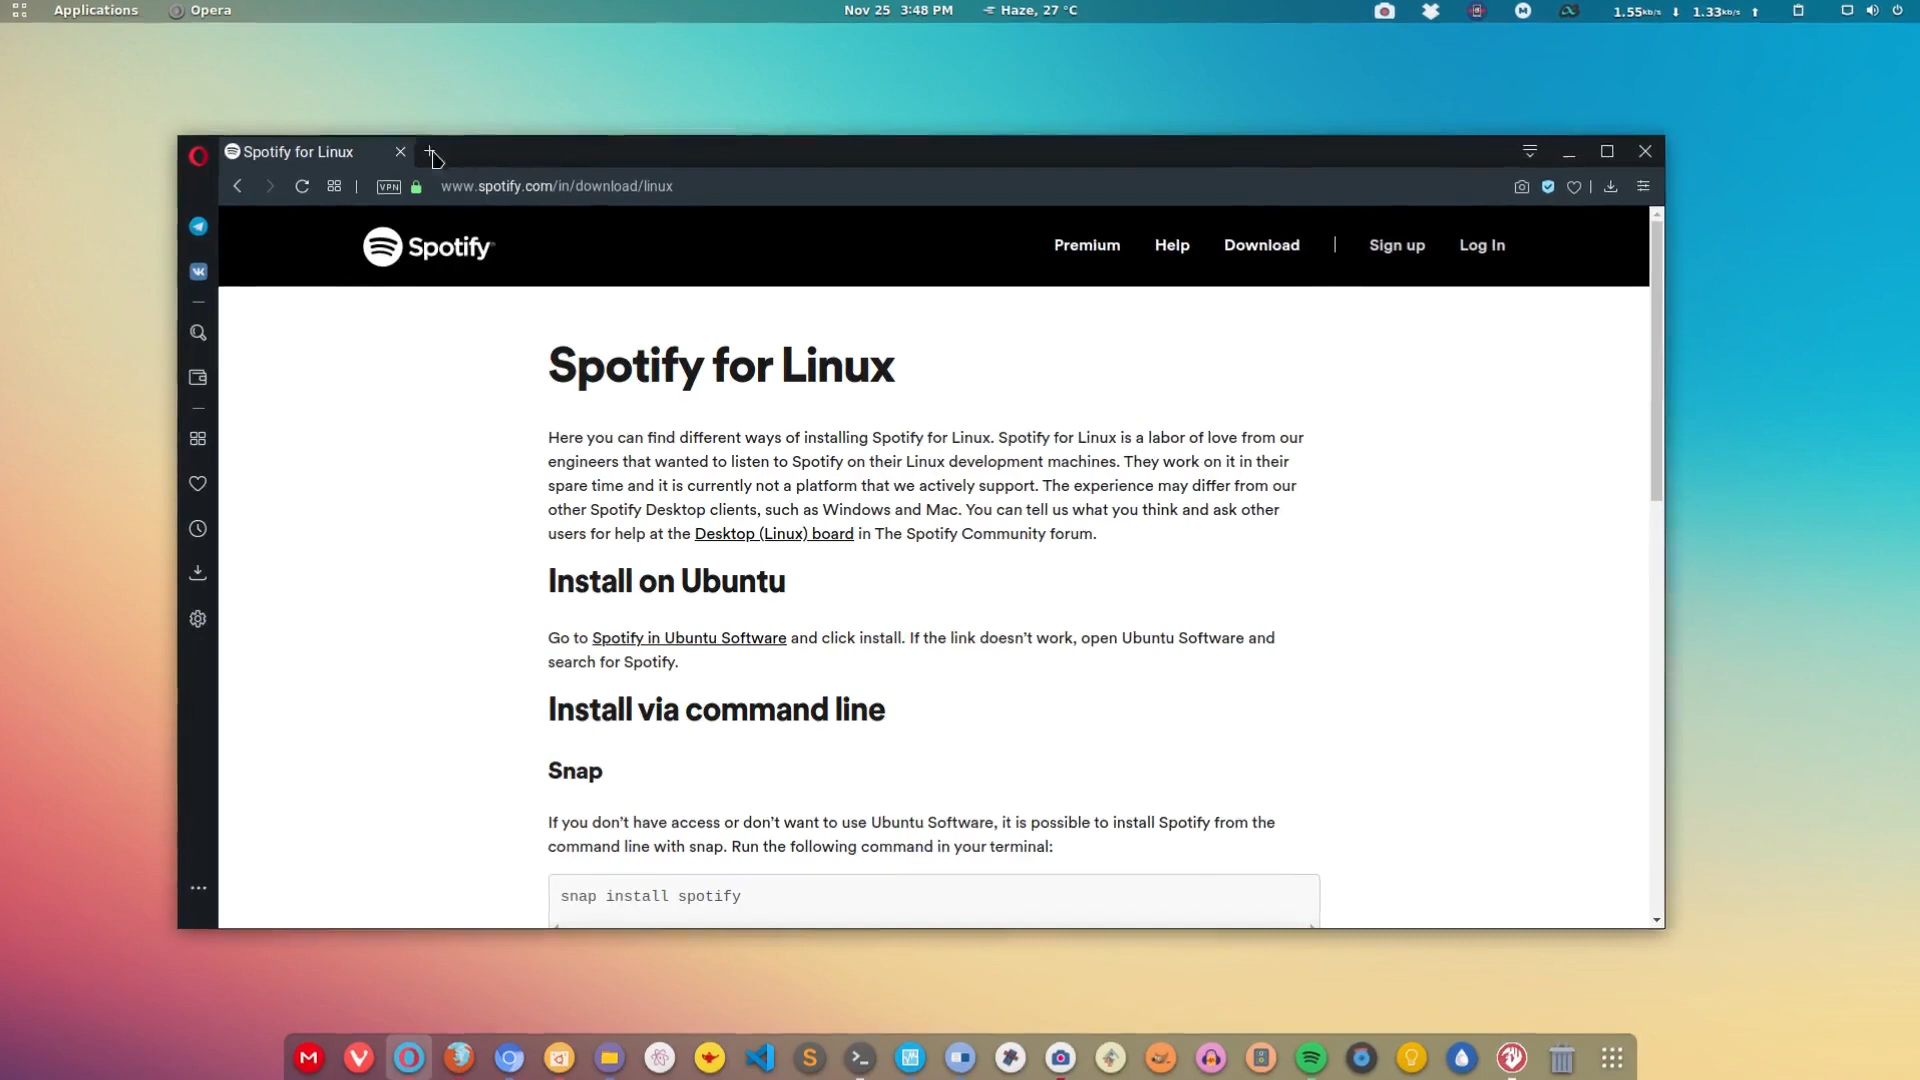 Applications
Opera
Nov 25 3:48 PM
Haze, 27 °C
1.55kb/s
1.33kb/s
Spotify for Linux
VPN
www.spotify.com/in/download/linux
Spotify
Premium
Help
Download
Sign up
Log In
Spotify for Linux
Here you can find different ways of installing Spotify for Linux. Spotify for Linux is a labor of love from our
engineers that wanted to listen to Spotify on their Linux development machines. They work on it in their
spare time and it is currently not a platform that we actively support. The experience may differ from our
other Spotify Desktop clients, such as Windows and Mac. You can tell us what you think and ask other
users for help at the Desktop (Linux) board in The Spotify Community forum.
Install on Ubuntu
Go to Spotify in Ubuntu Software and click install. If the link doesn’t work, open Ubuntu Software and
search for Spotify.
Install via command line
Snap
If you don’t have access or don’t want to use Ubuntu Software, it is possible to install Spotify from the
command line with snap. Run the following command in your terminal:
snap install spotify